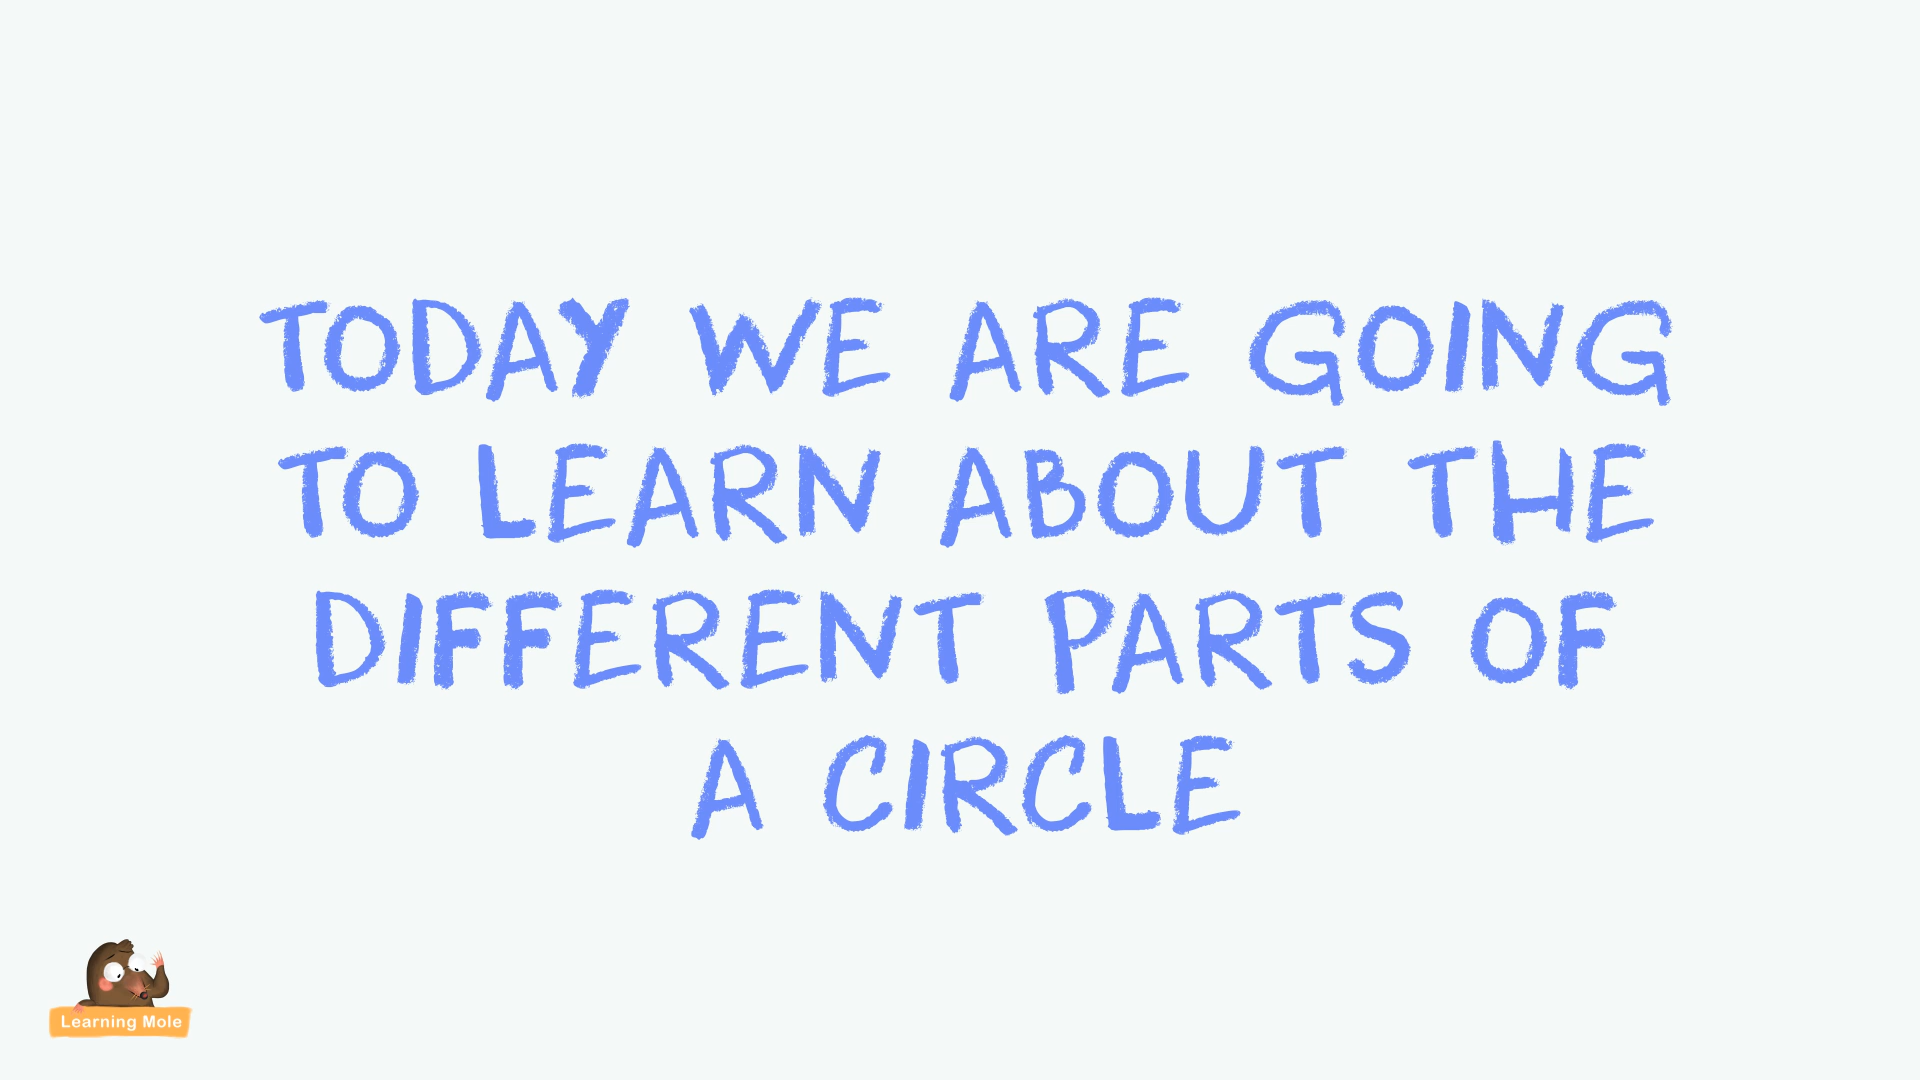 TODAY WE ARE GOING
TO LEARN ABOUT THE
DIFFERENT PARTS OF
A CIRCLE
Learning Mole